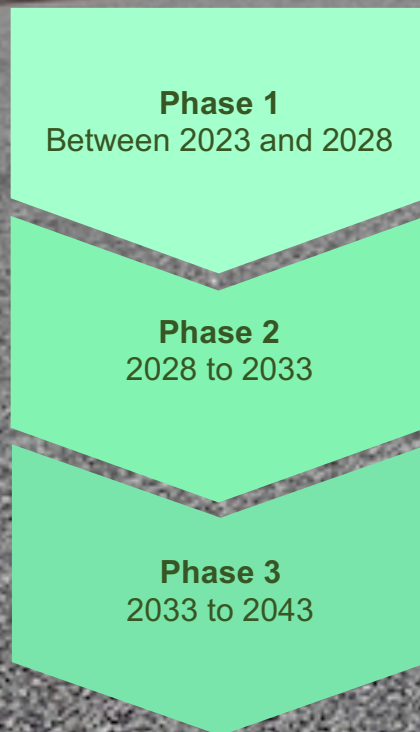 Phase 1
Between 2023 and 2028
Phase 2
2028 to 2033
Phase 3
2033 to 2043